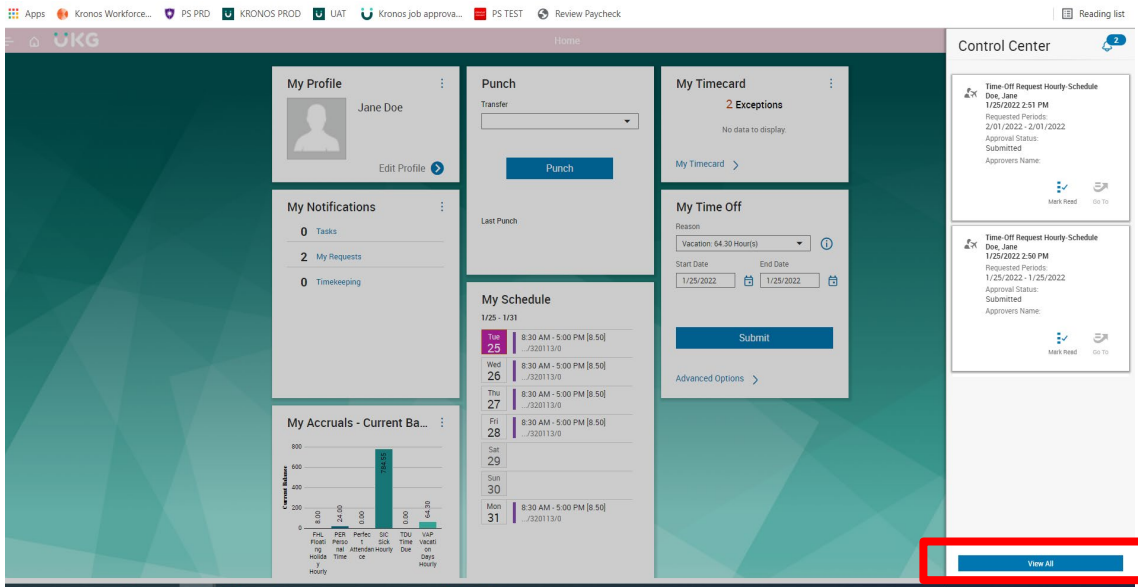 Apps Kronos Workforce... PS PRD KRONOS PROD UAT Kronos job approva... PS TEST Review Paycheck Reading list
UKG Home
My Profile
Jane Doe
Edit Profile
Punch
Transfer
Punch
Last Punch
My Timecard
2 Exceptions
No data to display.
My Timecard
My Notifications
0 Tasks
2 My Requests
0 Timekeeping
My Schedule
1/25 - 1/31
Tue 8:30 AM - 5:00 PM [8.50]
25 .../320113/0
Wed 8:30 AM - 5:00 PM [8.50]
26 .../320113/0
Thu 8:30 AM - 5:00 PM [8.50]
27 .../320113/0
Fri 8:30 AM - 5:00 PM [8.50]
28 .../320113/0
Sat
29
Sun
30
Mon 8:30 AM - 5:00 PM [8.50]
31 .../320113/0
My Time Off
Reason
Vacation: 64.30 Hour(s)
Start Date End Date
1/25/2022 1/25/2022
Submit
Advanced Options
My Accruals - Current Ba...
Current Balance
800
600
400
200
0
8.00 24.00 0.00 784.55 0.00 64.30
FHL PER Perfec SIC TDU VAP
Floati Perso t Sick Time Vacati
ng nal Attendan Hourly Due on
Holida Time ce Days
y Hourly
Hourly
Control Center 2
Time-Off Request Hourly-Schedule
Doe, Jane
1/25/2022 2:51 PM
Requested Periods:
2/01/2022 - 2/01/2022
Approval Status:
Submitted
Approvers Name:
Mark Read Go To
Time-Off Request Hourly-Schedule
Doe, Jane
1/25/2022 2:50 PM
Requested Periods:
1/25/2022 - 1/25/2022
Approval Status:
Submitted
Approvers Name:
Mark Read Go To
View All